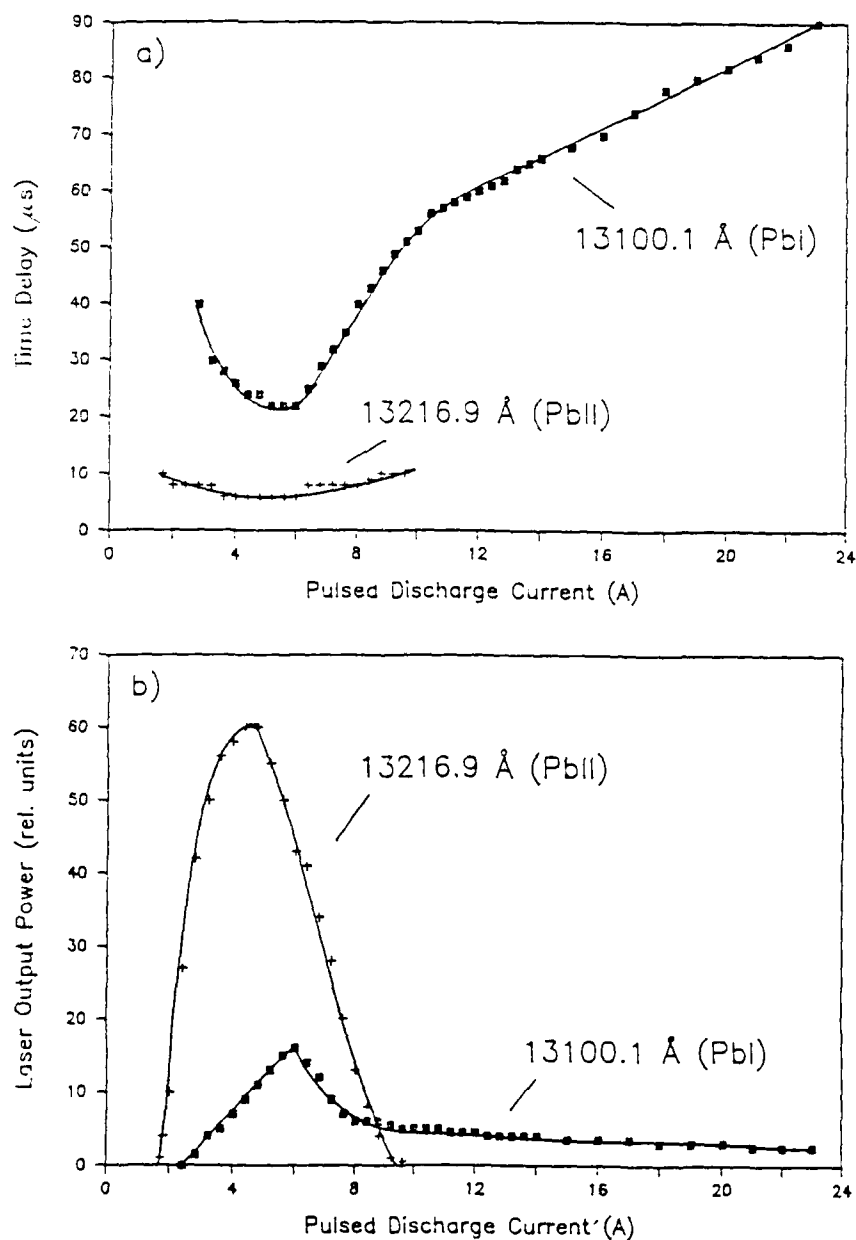 a)
90
80
70
60
50
40
30
20
10
0
Time Delay (μs)
13100.1 Å (PbI)
13216.9 Å (PbII)
0 4 8 12 16 20 24
Pulsed Discharge Current (A)
b)
70
60
50
40
30
20
10
0
Laser Output Power (rel. units)
13216.9 Å (PbII)
13100.1 Å (PbI)
0 4 8 12 16 20 24
Pulsed Discharge Current (A)